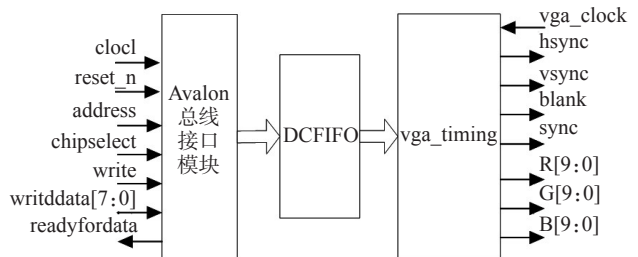 clocl
reset_n
address
chipselect
write
writddata[7:0]
readyfordata
Avalon
总线
接口
模块
DCFIFO
vga_timing
vga_clock
hsync
vsync
blank
sync
R[9:0]
G[9:0]
B[9:0]